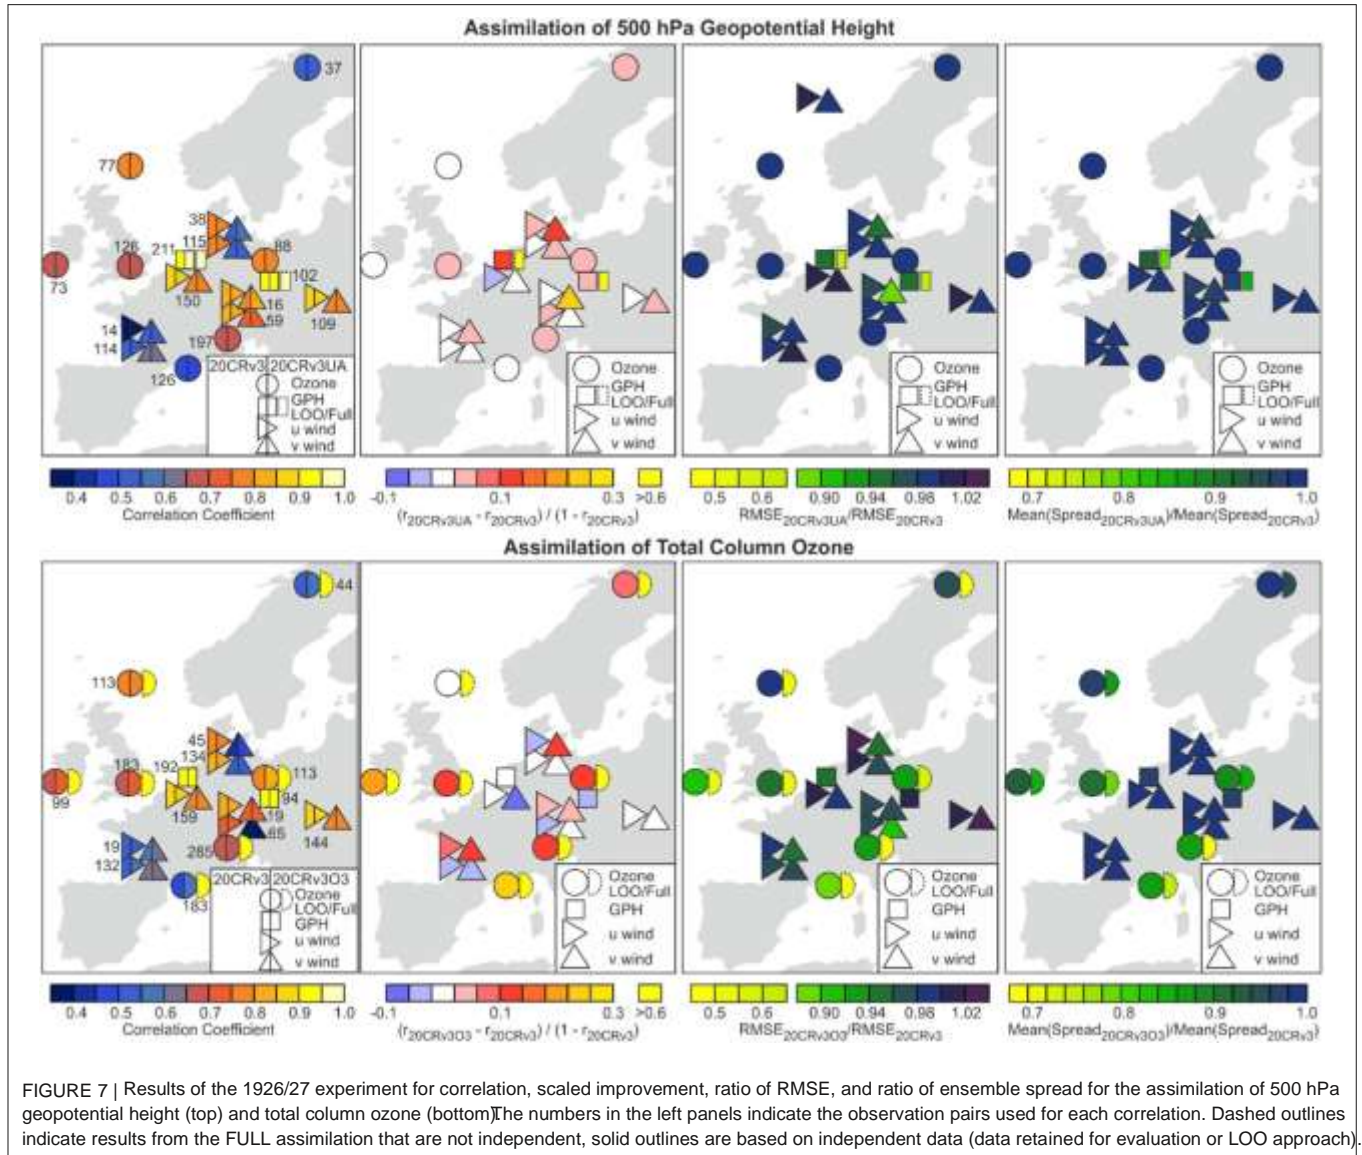 Assimilation of 500 hPa Geopotential Height
37
77
38
115
211
126
88
102
73
150
16
59
109
14
114
197
126
20CRv3 20CRv3UA
Ozone
GPH
LOO/Full
u wind
v wind
Ozone
GPH
LOO/Full
u wind
v wind
Ozone
GPH
LOO/Full
u wind
v wind
Ozone
GPH
LOO/Full
u wind
v wind
0.4 0.5 0.6 0.7 0.8 0.9 1.0
Correlation Coefficient
-0.1 0.1 0.3 >0.6
(r20CRv3UA - r20CRv3) / (1 - r20CRv3)
0.5 0.6 0.90 0.94 0.98 1.02
RMSE20CRv3UA/RMSE20CRv3
0.7 0.8 0.9 1.0
Mean(Spread20CRv3UA)/Mean(Spread20CRv3)
Assimilation of Total Column Ozone
44
113
45
134
192
183
113
94
99
159
19
65
144
19
132
285
183
20CRv3 20CRv3O3
Ozone
LOO/Full
GPH
u wind
v wind
Ozone
LOO/Full
GPH
u wind
v wind
Ozone
LOO/Full
GPH
u wind
v wind
Ozone
LOO/Full
GPH
u wind
v wind
0.4 0.5 0.6 0.7 0.8 0.9 1.0
Correlation Coefficient
-0.1 0.1 0.3 >0.6
(r20CRv3O3 - r20CRv3) / (1 - r20CRv3)
0.5 0.6 0.90 0.94 0.98 1.02
RMSE20CRv3O3/RMSE20CRv3
0.7 0.8 0.9 1.0
Mean(Spread20CRv3O3)/Mean(Spread20CRv3)
FIGURE 7 | Results of the 1926/27 experiment for correlation, scaled improvement, ratio of RMSE, and ratio of ensemble spread for the assimilation of 500 hPa
geopotential height (top) and total column ozone (bottom). The numbers in the left panels indicate the observation pairs used for each correlation. Dashed outlines
indicate results from the FULL assimilation that are not independent, solid outlines are based on independent data (data retained for evaluation or LOO approach).